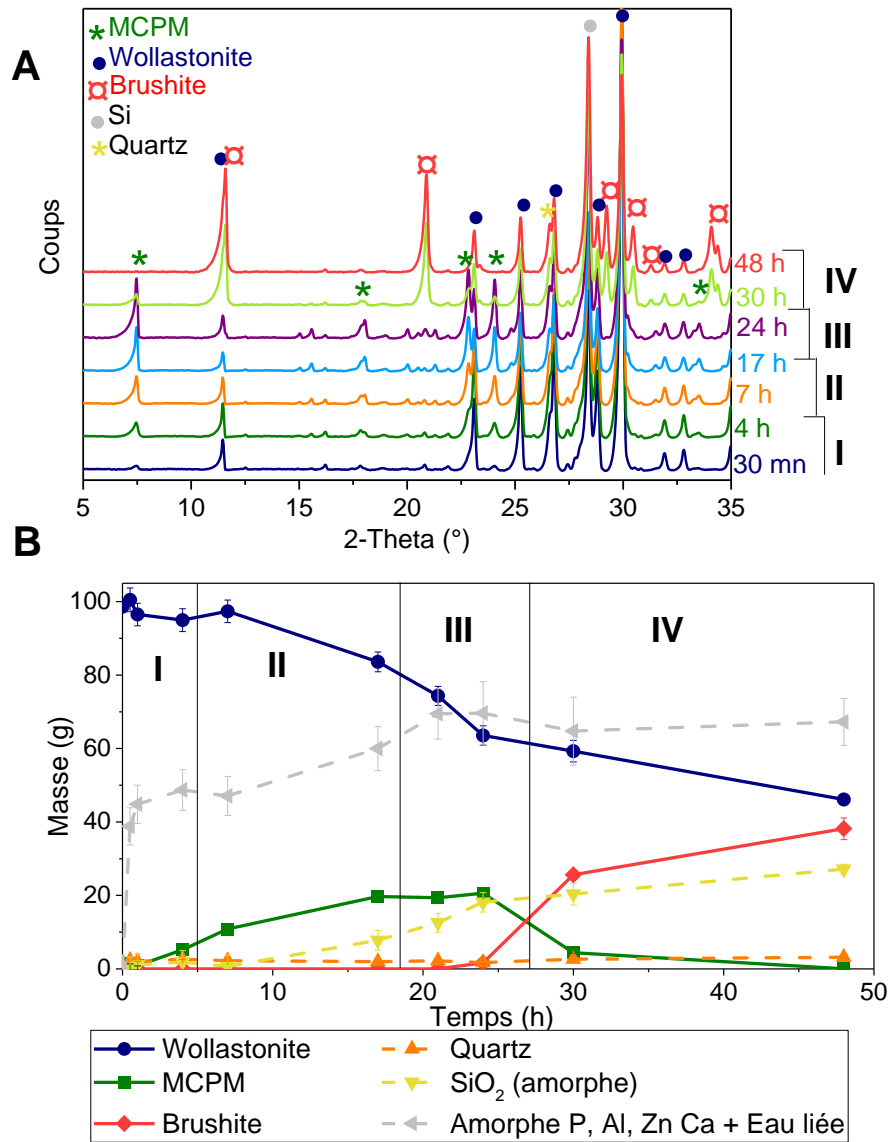 A
MCPM
Wollastonite
Brushite
Si
Quartz
Coups
48 h
30 h
24 h
17 h
7 h
4 h
30 mn
IV
III
II
I
5 10 15 20 25 30 35
2-Theta (°)
B
100
80
60
40
20
0
Masse (g)
I II III IV
0 10 20 30 40 50
Temps (h)
Wollastonite Quartz
MCPM SiO2 (amorphe)
Brushite Amorphe P, Al, Zn Ca + Eau liée